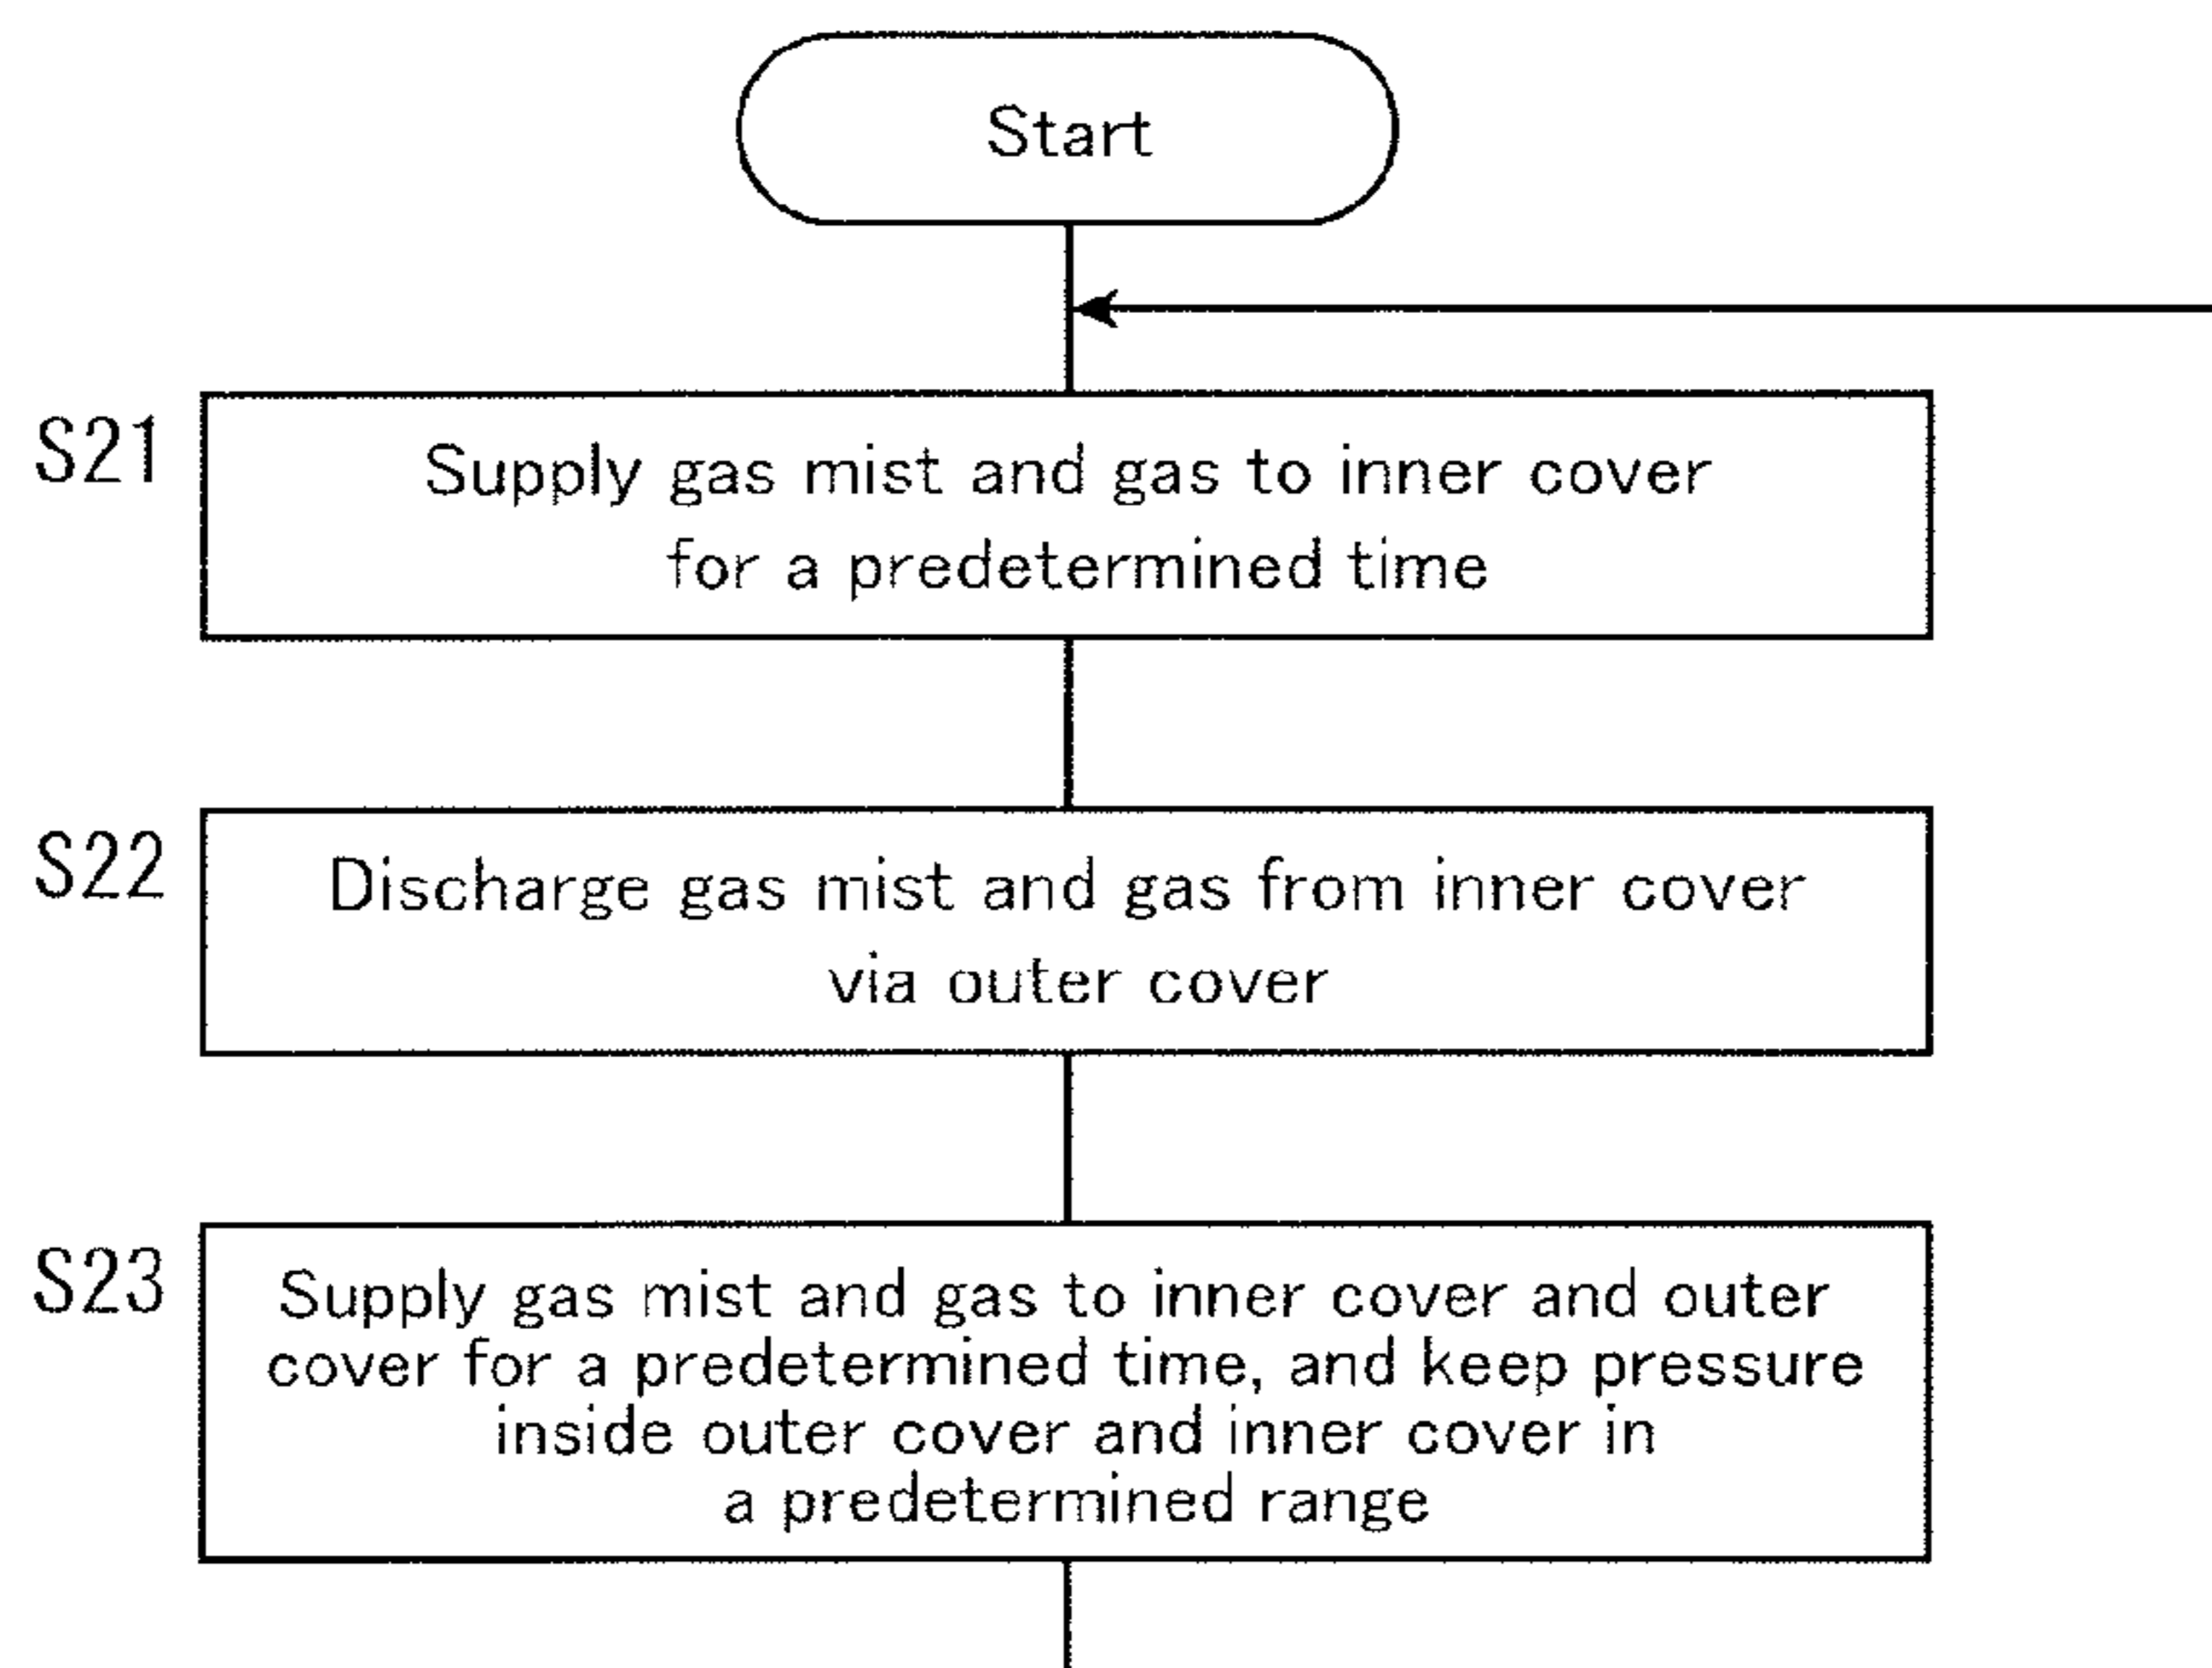 Start
S21
Supply gas mist and gas to inner cover
for a predetermined time
S22
Discharge gas mist and gas from inner cover
via outer cover
S23
Supply gas mist and gas to inner cover and outer
cover for a predetermined time, and keep pressure
inside outer cover and inner cover in
a predetermined range